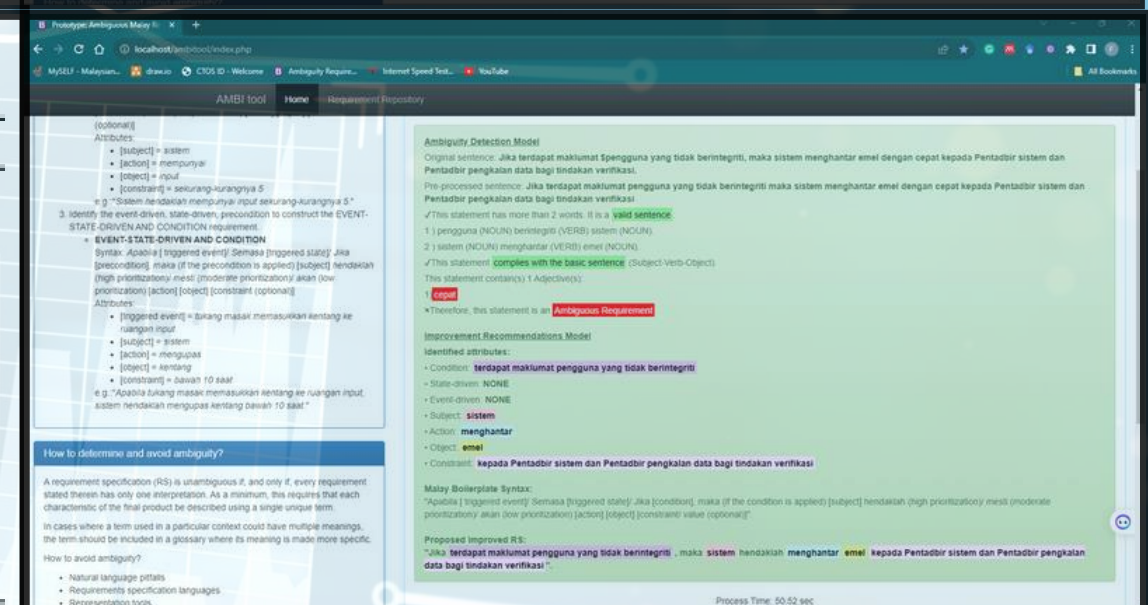 Prototype: Ambiguous Malay R
localhost/ambitool/index.php
MySELF - Malaysian... draw.io CTOS ID - Welcome Ambiguity Require... Internet Speed Test... YouTube All Bookmarks
AMBI tool Home Requirement Repository
(optional)]
Attributes:
• [subject] = sistem
• [action] = mempunyai
• [object] = input
• [constraint] = sekurang-kurangnya 5
e.g. "Sistem hendaklah mempunyai input sekurang-kurangnya 5."
3. Identify the event-driven, state-driven, precondition to construct the EVENT-
STATE-DRIVEN AND CONDITION requirement.
• EVENT-STATE-DRIVEN AND CONDITION
Syntax: Apabila [ triggered event]/ Semasa [triggered state]/ Jika
[precondition], maka (if the precondition is applied) [subject] hendaklah
(high prioritization)/ mesti (moderate prioritization)/ akan (low
prioritization) [action] [object] [constraint (optional)]
Attributes:
• [triggered event] = tukang masak memasukkan kentang ke
ruangan input
• [subject] = sistem
• [action] = mengupas
• [object] = kentang
• [constraint] = bawah 10 saat
e.g. "Apabila tukang masak memasukkan kentang ke ruangan input,
sistem hendaklah mengupas kentang bawah 10 saat."
How to determine and avoid ambiguity?
A requirement specification (RS) is unambiguous if, and only if, every requirement
stated therein has only one interpretation. As a minimum, this requires that each
characteristic of the final product be described using a single unique term.
In cases where a term used in a particular context could have multiple meanings,
the term should be included in a glossary where its meaning is made more specific.
How to avoid ambiguity?
• Natural language pitfalls
• Requirements specification languages
• Representation tools
Ambiguity Detection Model
Original sentence: Jika terdapat maklumat $pengguna yang tidak berintegriti, maka sistem menghantar emel dengan cepat kepada Pentadbir sistem dan
Pentadbir pengkalan data bagi tindakan verifikasi.
Pre-processed sentence: Jika terdapat maklumat pengguna yang tidak berintegriti maka sistem menghantar emel dengan cepat kepada Pentadbir sistem dan
Pentadbir pengkalan data bagi tindakan verifikasi
✓This statement has more than 2 words. It is a valid sentence.
1 ) pengguna (NOUN) berintegriti (VERB) sistem (NOUN).
2 ) sistem (NOUN) menghantar (VERB) emel (NOUN).
✓This statement complies with the basic sentence (Subject-Verb-Object)
This statement contain(s) 1 Adjective(s):
1) cepat
Therefore, this statement is an Ambiguous Requirement
Improvement Recommendations Model
Identified attributes:
• Condition: terdapat maklumat pengguna yang tidak berintegriti
• State-driven: NONE
• Event-driven: NONE
• Subject: sistem
• Action: menghantar
• Object: emel
• Constraint: kepada Pentadbir sistem dan Pentadbir pengkalan data bagi tindakan verifikasi
Malay Boilerplate Syntax:
"Apabila [ triggered event]/ Semasa [triggered state]/ Jika [condition], maka (if the condition is applied) [subject] hendaklah (high prioritization)/ mesti (moderate
prioritization)/ akan (low prioritization) [action] [object] [constraint/ value (optional)]".
Proposed improved RS:
"Jika terdapat maklumat pengguna yang tidak berintegriti , maka sistem hendaklah menghantar emel kepada Pentadbir sistem dan Pentadbir pengkalan
data bagi tindakan verifikasi ".
Process Time: 50.52 sec